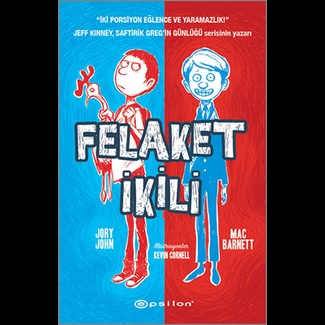 "İKİ PORSİYON EĞLENCE VE YARAMAZLIK!"
JEFF KINNEY, SAFTİRİK GREG'İN GÜNLÜĞÜ serisinin yazarı
FELAKET
İKİLİ
JORY
JOHN
İllüstrasyonlar
KEVIN CORNELL
MAC
BARNETT
epsilon